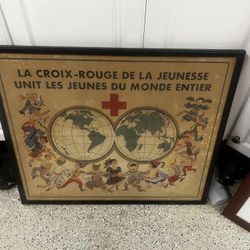 LA CROIX-ROUGE DE LA JEUNESSE
UNIT LES JEUNES DU MONDE ENTIER